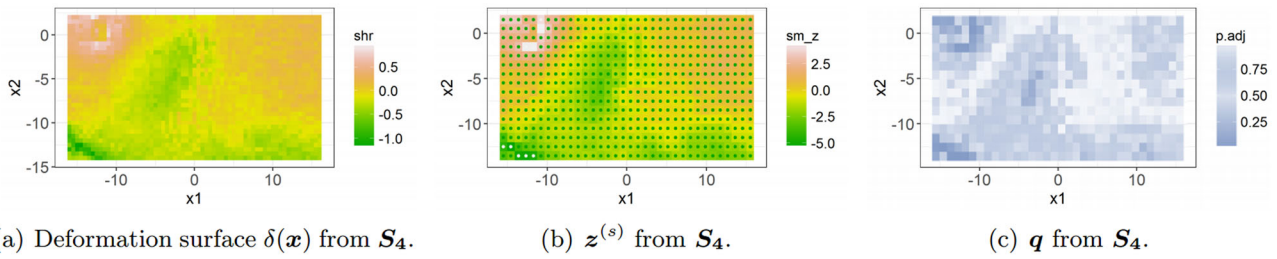 x2
0
-5
-10
-15
-10
0
10
x1
shr
0.5
0.0
-0.5
-1.0
x2
0
-5
-10
-10
0
10
x1
sm_z
2.5
0.0
-2.5
-5.0
x2
0
-5
-10
-10
0
10
x1
p.adj
0.75
0.50
0.25
a) Deformation surface δ(x) from S₄.
(b) z⁽ˢ⁾ from S₄.
(c) q from S₄.